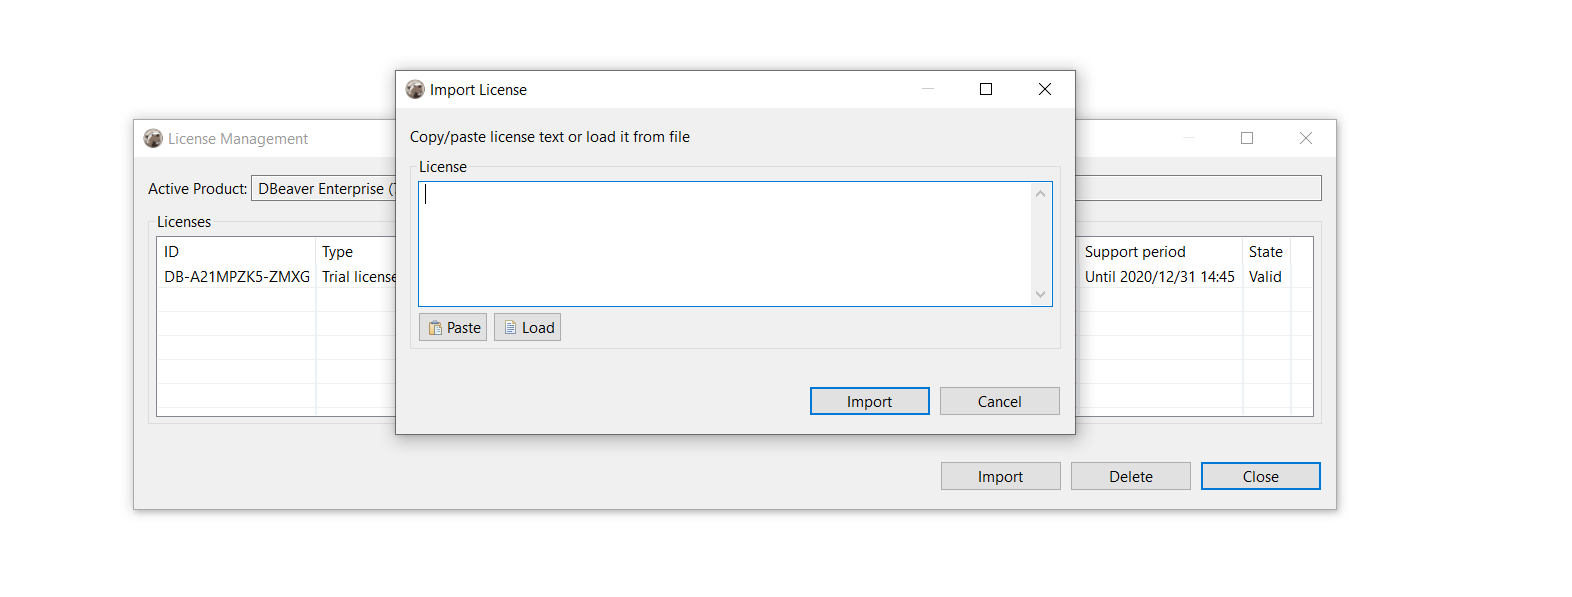 Import License
Copy/paste license text or load it from file
License
Paste Load
Import Cancel
License Management
Active Product: DBeaver Enterprise (
Licenses
ID Type Support period State
DB-A21MPZK5-ZMXG Trial license Until 2020/12/31 14:45 Valid
Import Delete Close